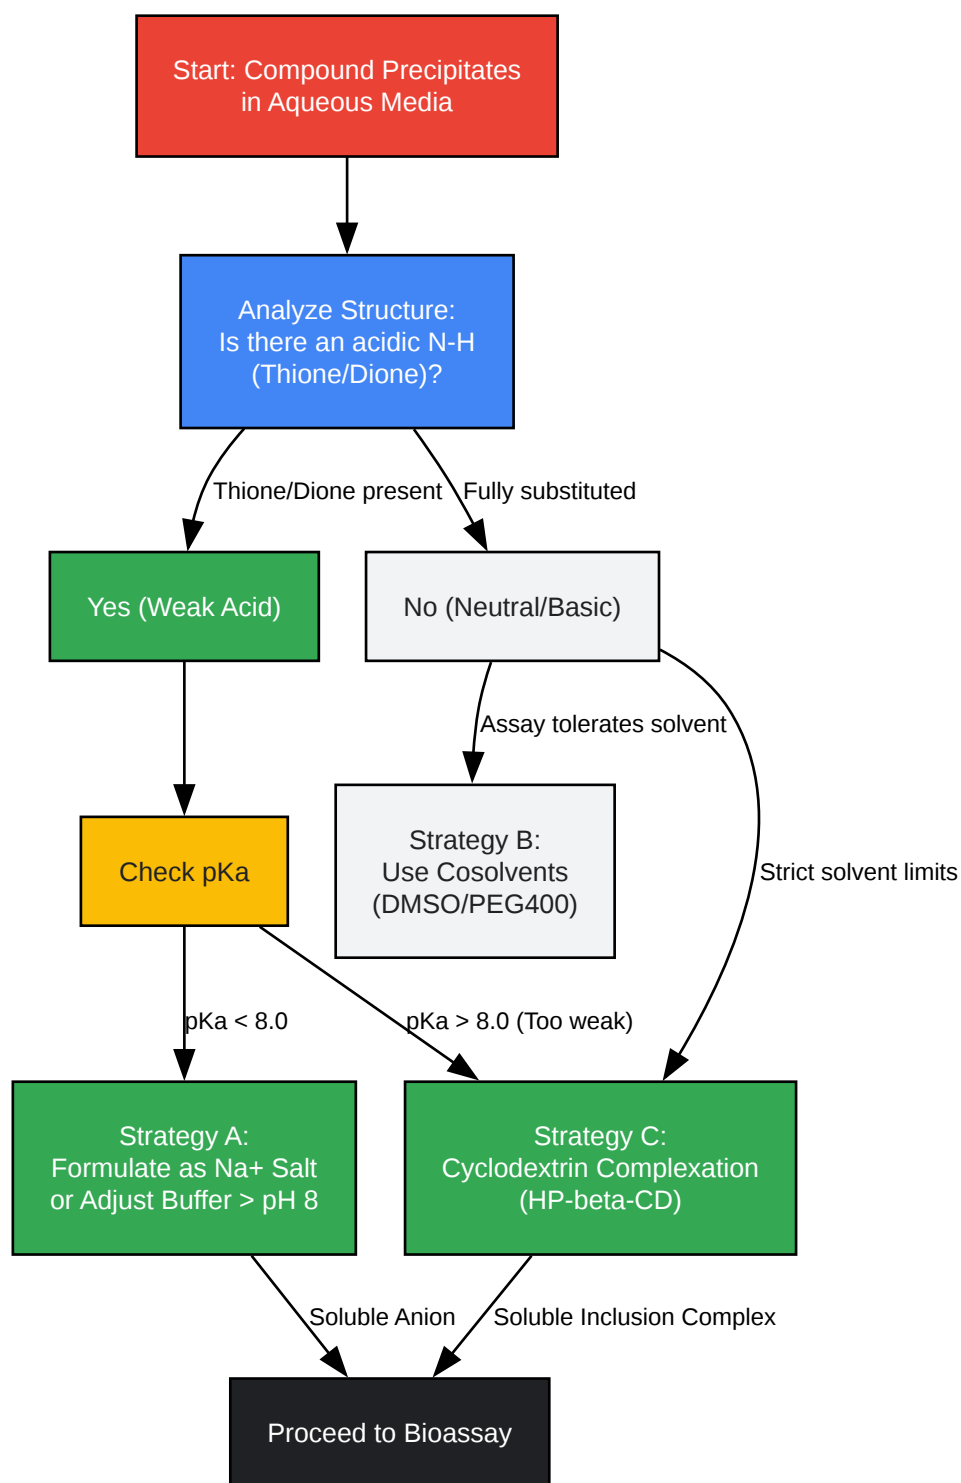 Start: Compound Precipitates
in Aqueous Media
Analyze Structure:
Is there an acidic N-H
(Thione/Dione)?
Thione/Dione present
Fully substituted
Yes (Weak Acid)
No (Neutral/Basic)
Assay tolerates solvent
Strategy B:
Use Cosolvents
(DMSO/PEG400)
Check pKa
Strict solvent limits
pKa < 8.0
pKa > 8.0 (Too weak)
Strategy A:
Formulate as Na+ Salt
or Adjust Buffer > pH 8
Strategy C:
Cyclodextrin Complexation
(HP-beta-CD)
Soluble Anion
Soluble Inclusion Complex
Proceed to Bioassay